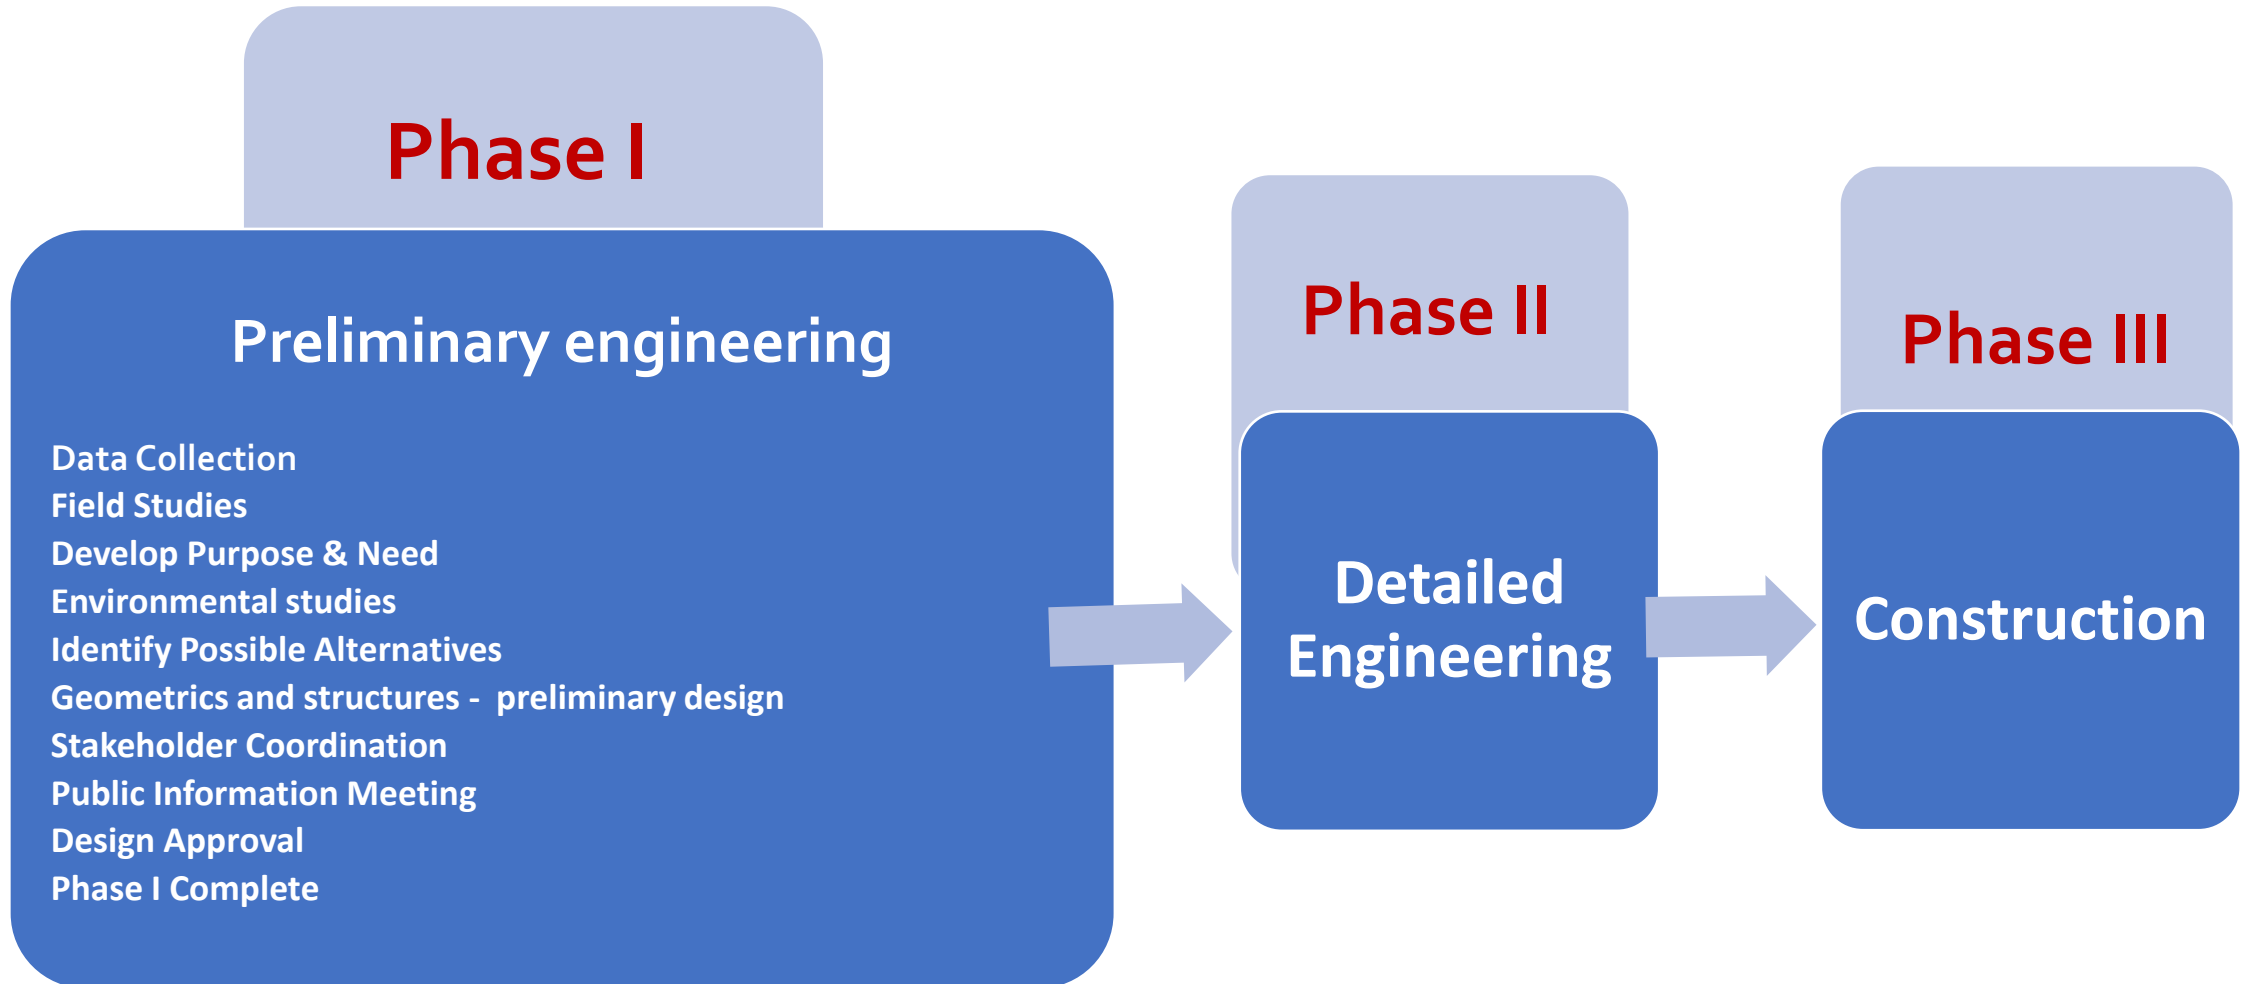 Phase I
Preliminary engineering
Data Collection
Field Studies
Develop Purpose & Need
Environmental studies
Identify Possible Alternatives
Geometrics and structures -  preliminary design
Stakeholder Coordination
Public Information Meeting
Design Approval
Phase I Complete
Phase II
Detailed
Engineering
Phase III
Construction